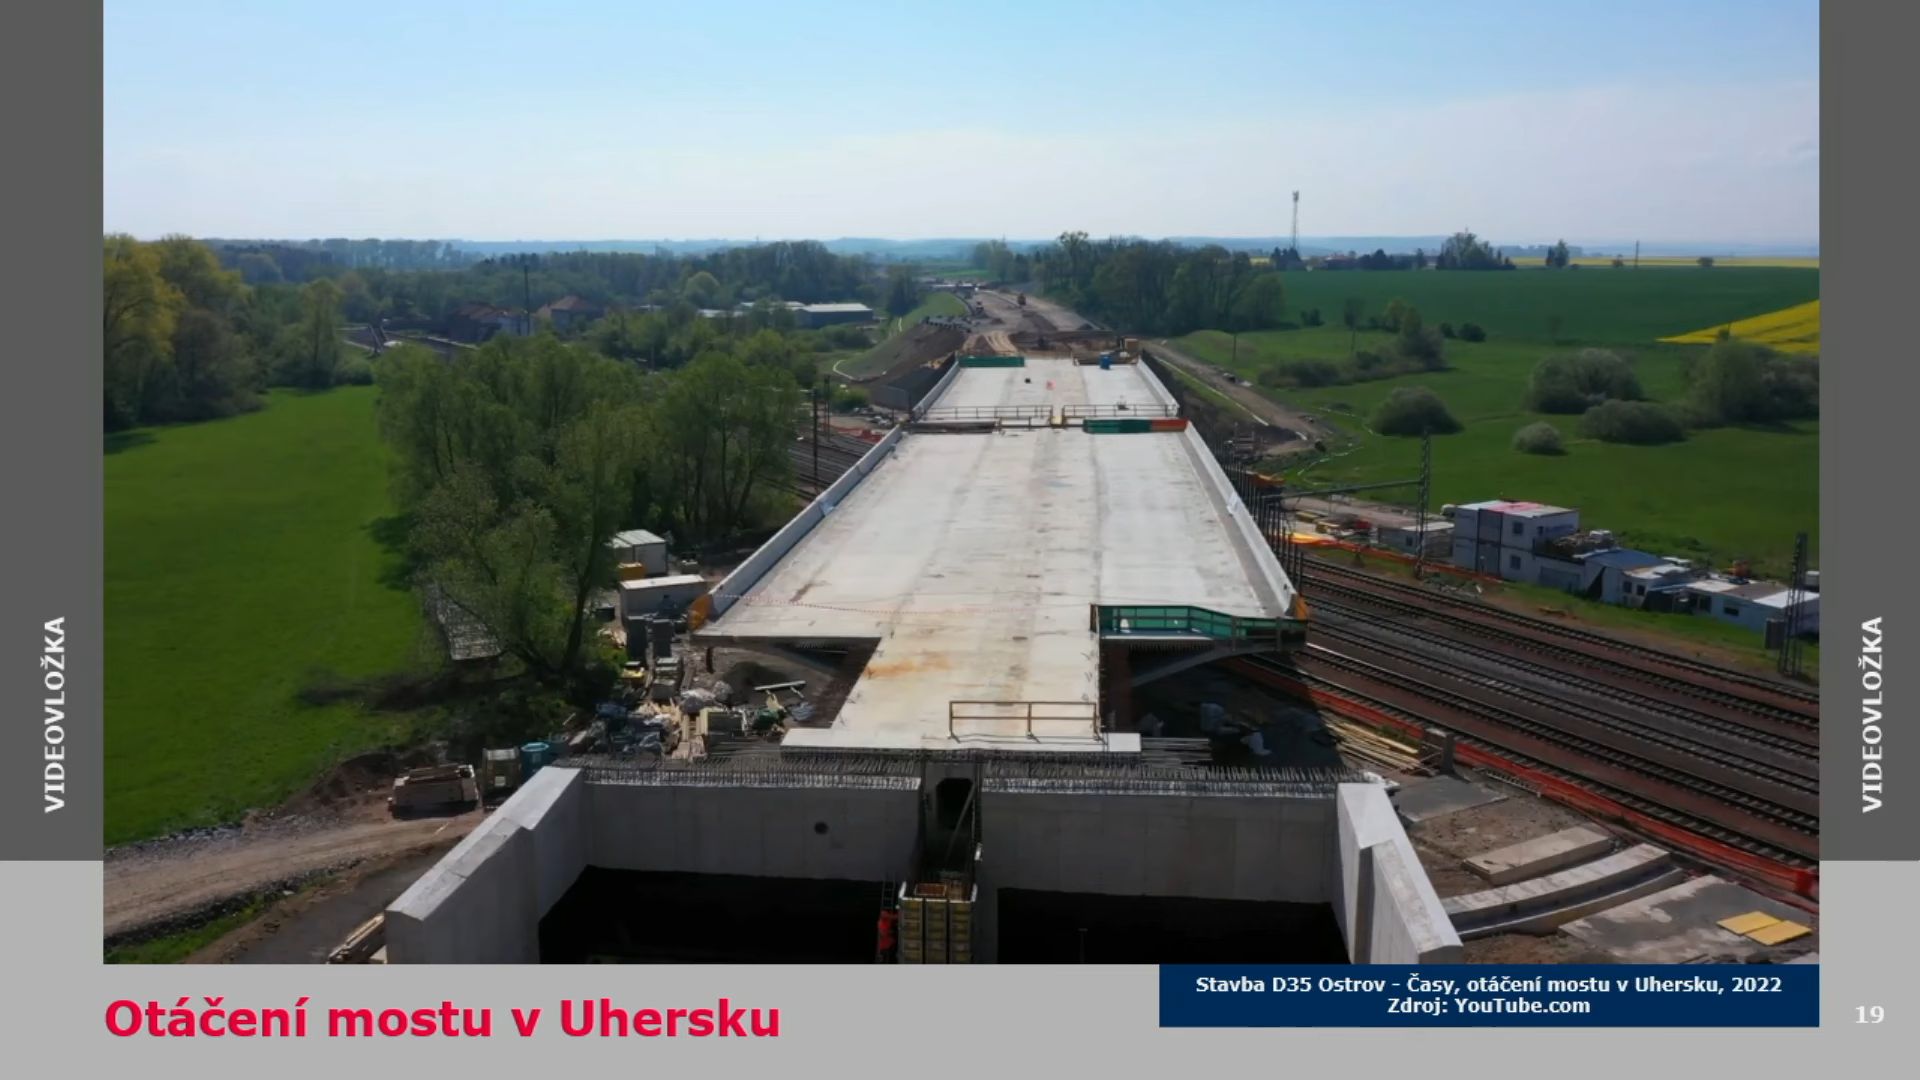 VIDEOVLOŽKA
VIDEOVLOŽKA
Otáčení mostu v Uhersku
Stavba D35 Ostrov - Časy, otáčení mostu v Uhersku, 2022
Zdroj: YouTube.com
19